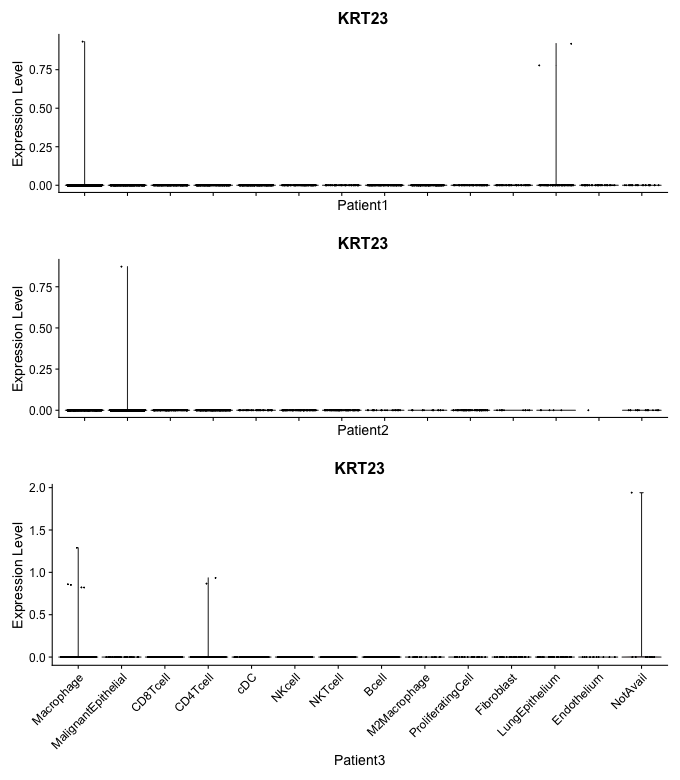 KRT23
Expression Level
0.75
0.50
0.25
0.00
Patient1
KRT23
Expression Level
0.75
0.50
0.25
0.00
Patient2
KRT23
Expression Level
2.0
1.5
1.0
0.5
0.0
Macrophage
MalignantEpithelial
CD8Tcell
CD4Tcell
cDC
NKcell
NKTcell
Bcell
M2Macrophage
ProliferatingCell
Fibroblast
LungEpithelium
Endothelium
NotAvail
Patient3